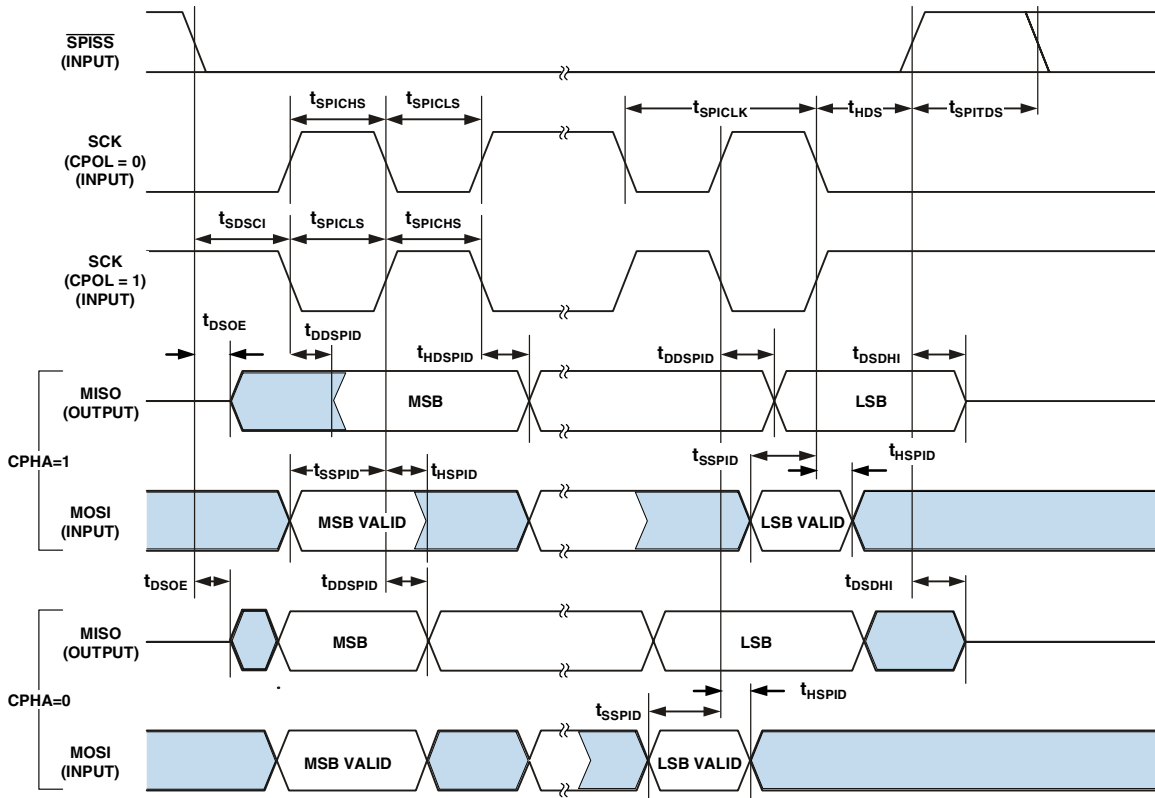 SPISS
(INPUT)
tSPICHS tSPICLS tSPICLK tHDS tSPITDS
SCK
(CPOL = 0)
(INPUT)
tSDSCI tSPICLS tSPICHS
SCK
(CPOL = 1)
(INPUT)
tDSOE tDDSPID tHDSPID tDDSPID tDSDHI
CPHA=1
MISO
(OUTPUT)
MSB LSB
tSSPID tHSPID tSSPID tHSPID
MOSI
(INPUT)
MSB VALID LSB VALID
tDSOE tDDSPID tDSDHI
CPHA=0
MISO
(OUTPUT)
MSB LSB
tSSPID tHSPID
MOSI
(INPUT)
MSB VALID LSB VALID